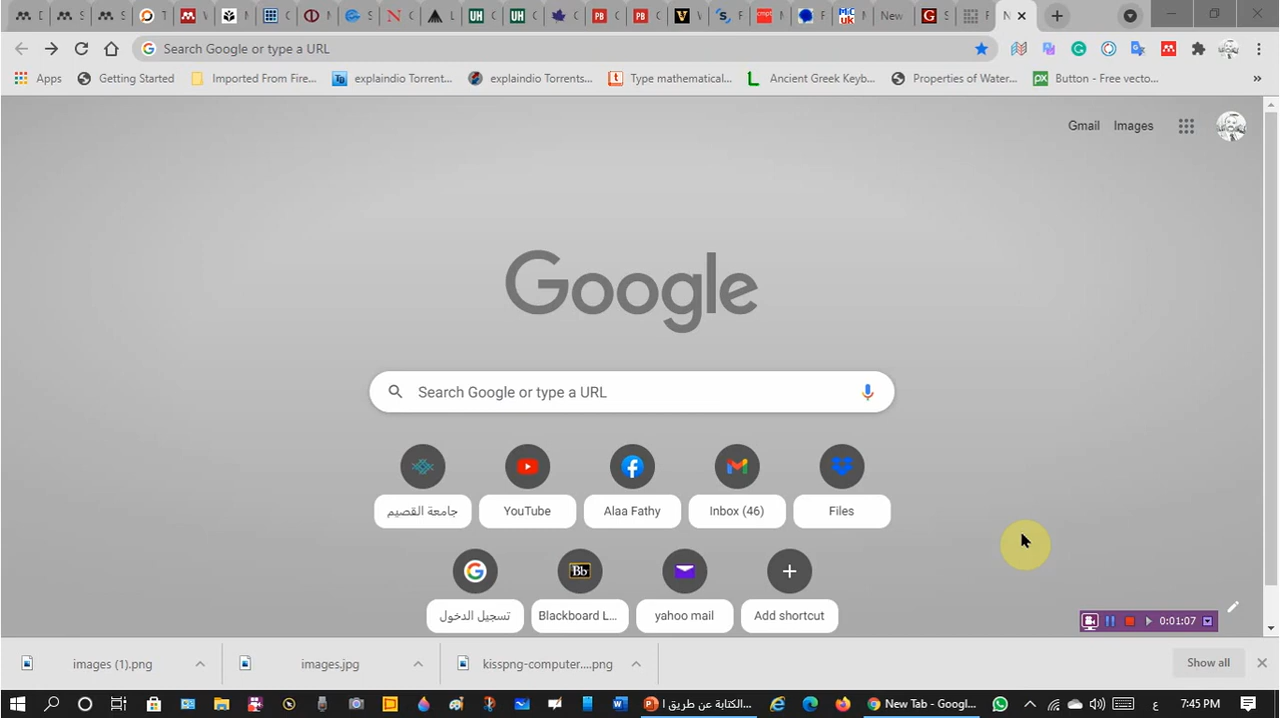 Search Google or type a URL
Apps
Getting Started
Imported From Fire...
explaindio Torrent...
explaindio Torrents...
Type mathematical...
Ancient Greek Keyb...
Properties of Water...
Button - Free vecto...
»
Gmail
Images
Google
Search Google or type a URL
جامعة القصيم
YouTube
Alaa Fathy
Inbox (46)
Files
تسجيل الدخول
Blackboard L...
yahoo mail
Add shortcut
0:01:07
images (1).png
images.jpg
kisspng-computer....png
Show all
الكتابة عن طريق ا...
New Tab - Googl...
ع
7:45 PM